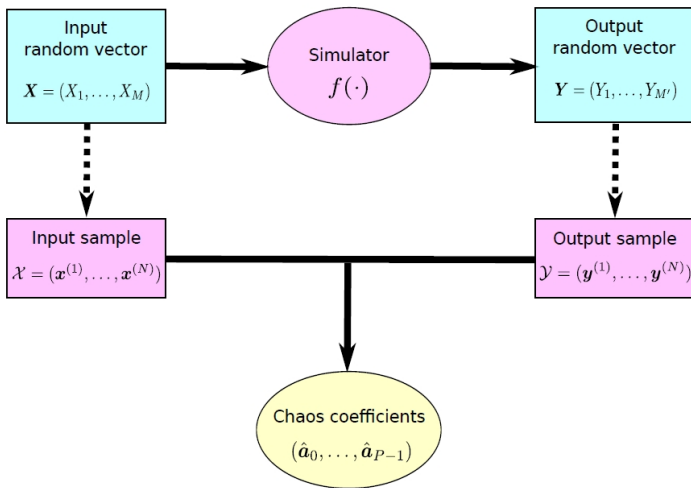 Input
random vector
X = (X₁, . . . , X_M)
Simulator
f(·)
Output
random vector
Y = (Y₁, . . . , Y_M′)
Input sample
𝒳 = (x⁽¹⁾, . . . , x⁽ᴺ⁾)
Output sample
𝒴 = (y⁽¹⁾, . . . , y⁽ᴺ⁾)
Chaos coefficients
(â₀, . . . , â_{P−1})